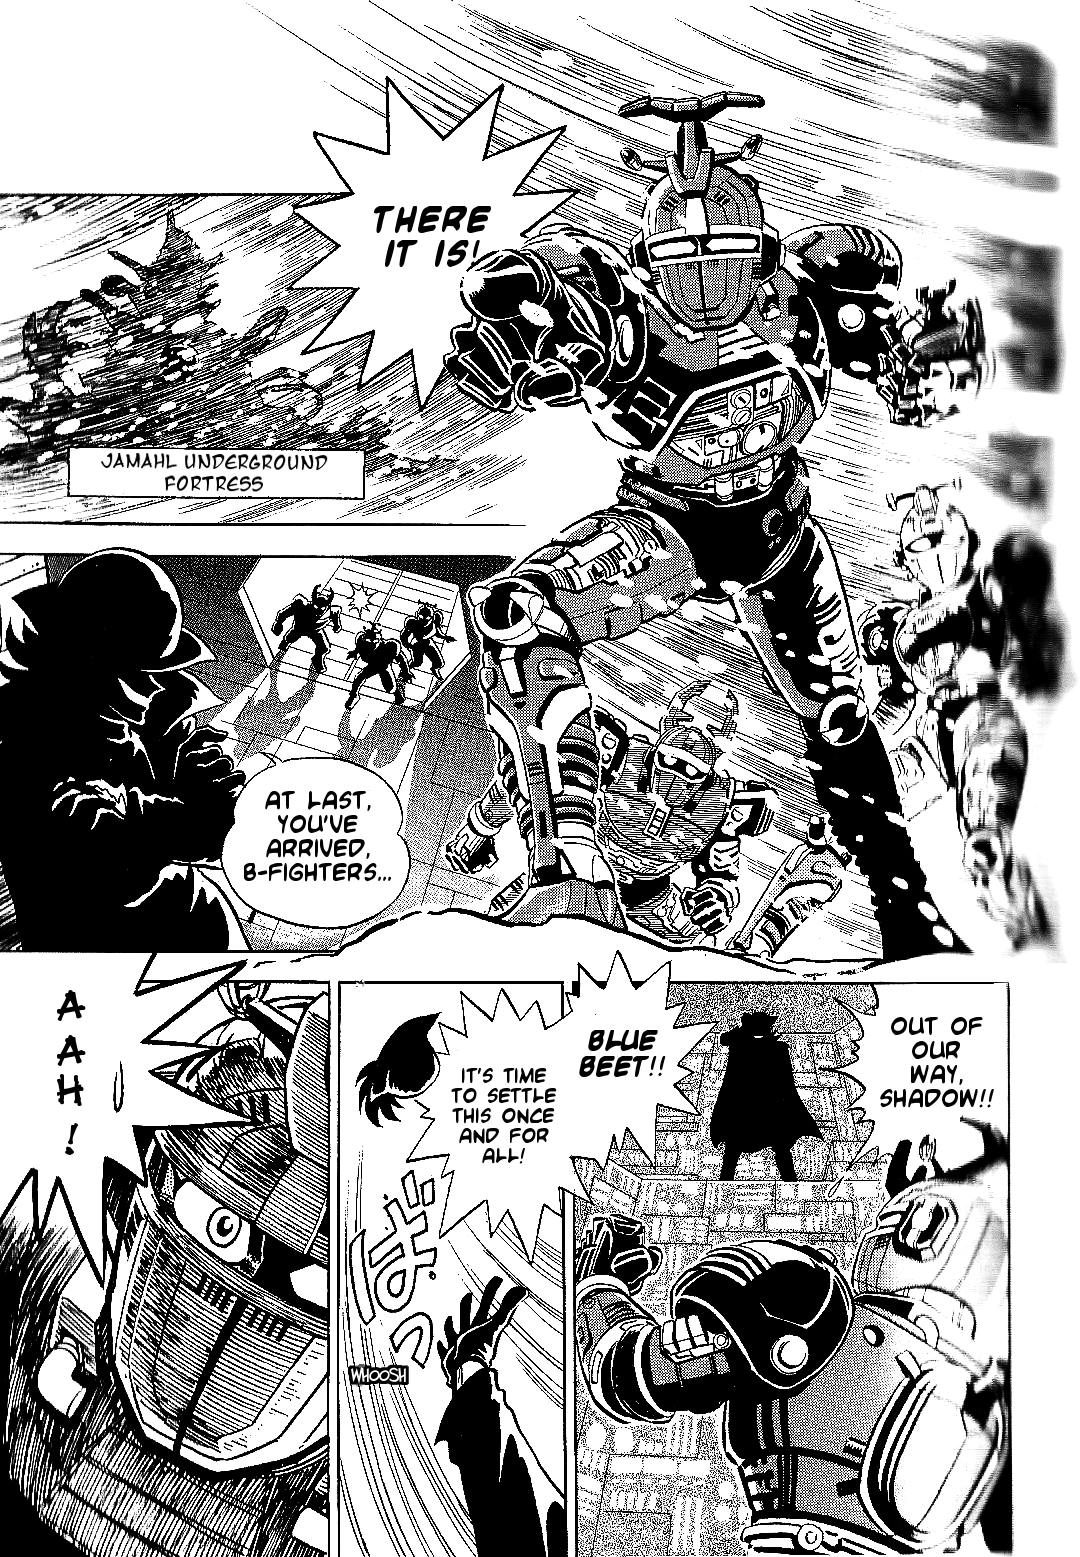 THERE
IT IS!
JAMAHL UNDERGROUND
FORTRESS
AT LAST,
YOU'VE
ARRIVED,
B-FIGHTERS...
OUT OF
OUR
WAY,
SHADOW!!
BLUE
BEET!!
IT'S TIME
TO SETTLE
THIS ONCE
AND FOR
ALL!
ばっ
WHOOSH
AAH!